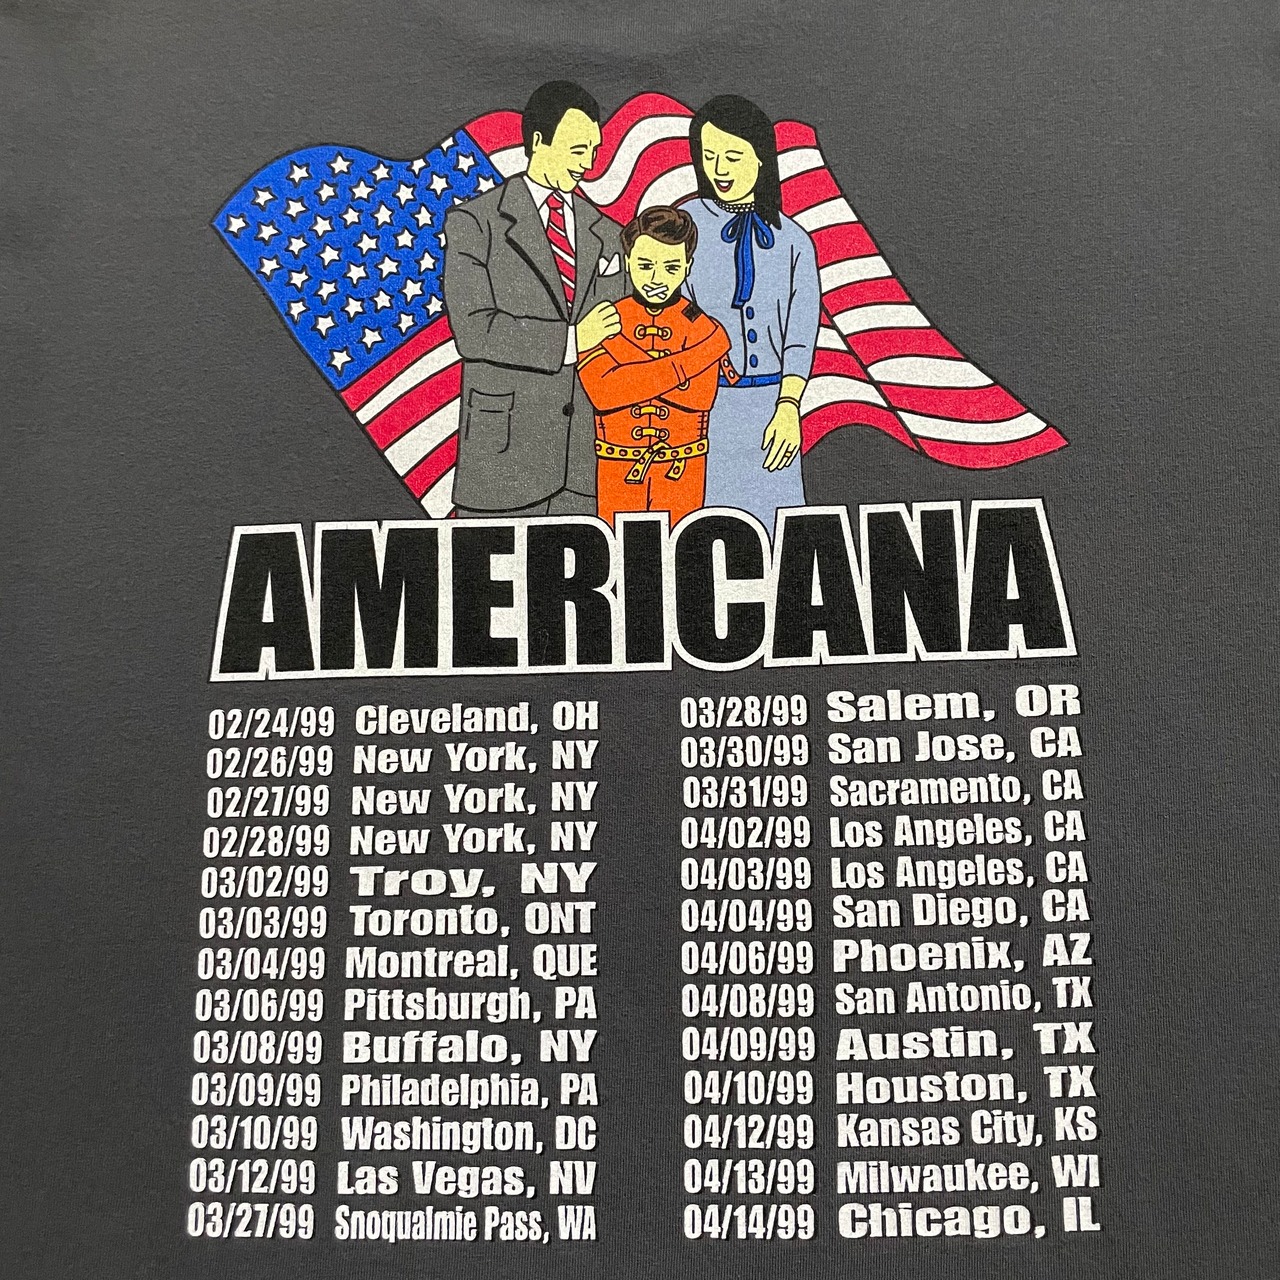 AMERICANA
02/24/99 Cleveland, OH
02/26/99 New York, NY
02/27/99 New York, NY
02/28/99 New York, NY
03/02/99 Troy, NY
03/03/99 Toronto, ONT
03/04/99 Montreal, QUE
03/06/99 Pittsburgh, PA
03/08/99 Buffalo, NY
03/09/99 Philadelphia, PA
03/10/99 Washington, DC
03/12/99 Las Vegas, NV
03/27/99 Snoqualmie Pass, WA
03/28/99 Salem, OR
03/30/99 San Jose, CA
03/31/99 Sacramento, CA
04/02/99 Los Angeles, CA
04/03/99 Los Angeles, CA
04/04/99 San Diego, CA
04/06/99 Phoenix, AZ
04/08/99 San Antonio, TX
04/09/99 Austin, TX
04/10/99 Houston, TX
04/12/99 Kansas City, KS
04/13/99 Milwaukee, WI
04/14/99 Chicago, IL